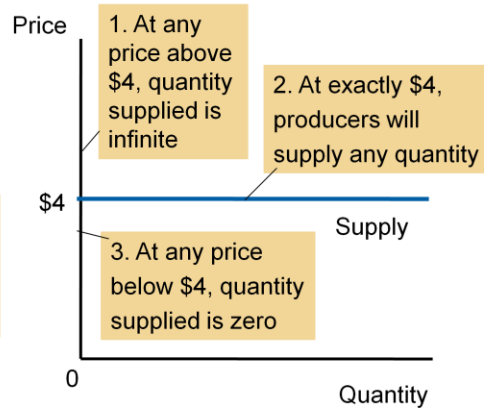 Price
1. At any
price above
$4, quantity
supplied is
infinite
2. At exactly $4,
producers will
supply any quantity
$4
Supply
3. At any price
below $4, quantity
supplied is zero
0
Quantity